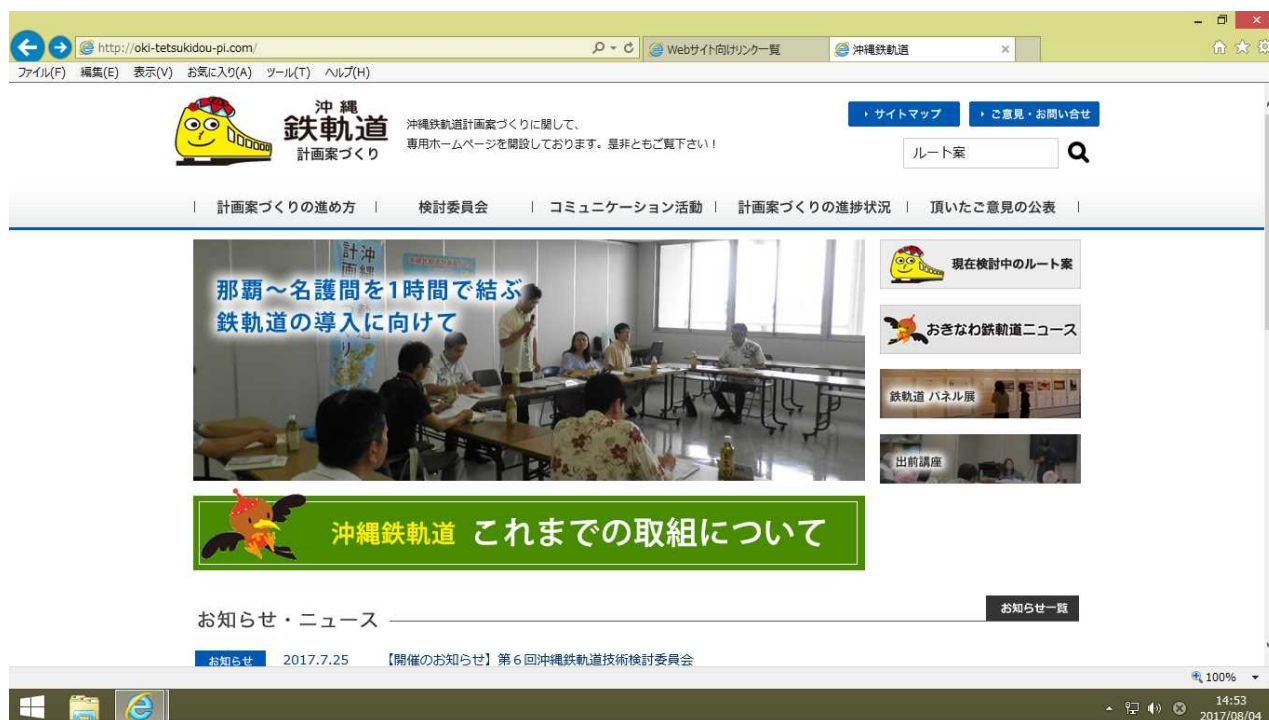 http://oki-tetsukidou-pi.com/
Webサイト向けリンク一覧
沖縄鉄軌道
ファイル(F) 編集(E) 表示(V) お気に入り(A) ツール(T) ヘルプ(H)
沖縄
鉄軌道
計画案づくり
沖縄鉄軌道計画案づくりに関して、
専用ホームページを開設しております。是非ともご覧下さい！
サイトマップ
ご意見・お問い合せ
ルート案
計画案づくりの進め方
検討委員会
コミュニケーション活動
計画案づくりの進捗状況
頂いたご意見の公表
那覇～名護間を1時間で結ぶ
鉄軌道の導入に向けて
現在検討中のルート案
おきなわ鉄軌道ニュース
鉄軌道 パネル展
出前講座
沖縄鉄軌道 これまでの取組について
お知らせ・ニュース
お知らせ一覧
お知らせ 2017.7.25 【開催のお知らせ】第６回沖縄鉄軌道技術検討委員会
100%
14:53
2017/08/04